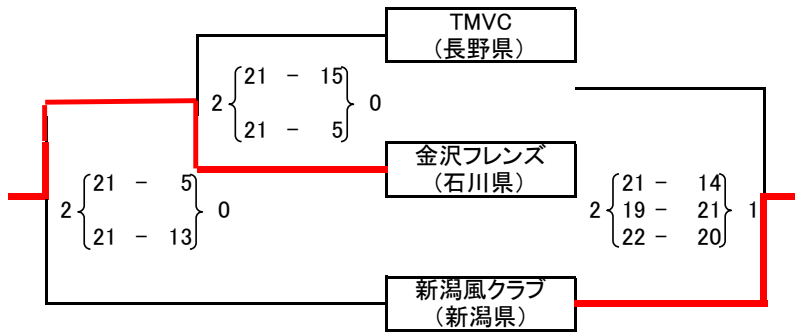 TMVC
（長野県）
21 － 15
2 0
21 － 5
金沢フレンズ
（石川県）
21 － 5
2 0
21 － 13
21 － 14
2 19 － 21 1
22 － 20
新潟風クラブ
（新潟県）